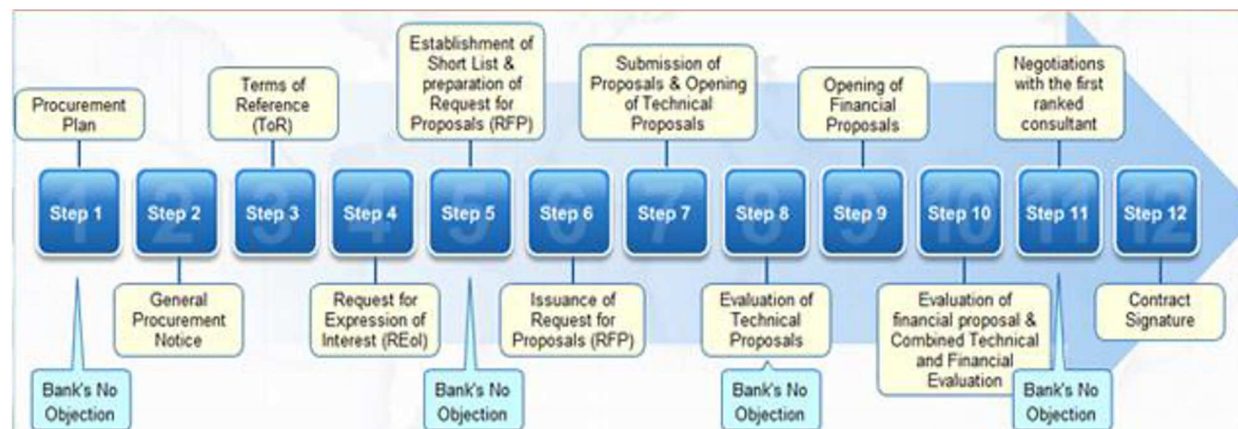 Procurement
Plan
Terms of
Reference
(ToR)
Establishment of
Short List &
preparation of
Request for
Proposals (RFP)
Submission of
Proposals & Opening
of Technical
Proposals
Opening of
Financial
Proposals
Negotiations
with the first
ranked
consultant
Step 1
Step 2
Step 3
Step 4
Step 5
Step 6
Step 7
Step 8
Step 9
Step 10
Step 11
Step 12
General
Procurement
Notice
Request for
Expression of
Interest (REoI)
Issuance of
Request for
Proposals (RFP)
Evaluation of
Technical
Proposals
Evaluation of
financial proposal &
Combined Technical
and Financial
Evaluation
Contract
Signature
Bank's No
Objection
Bank's No
Objection
Bank's No
Objection
Bank's No
Objection